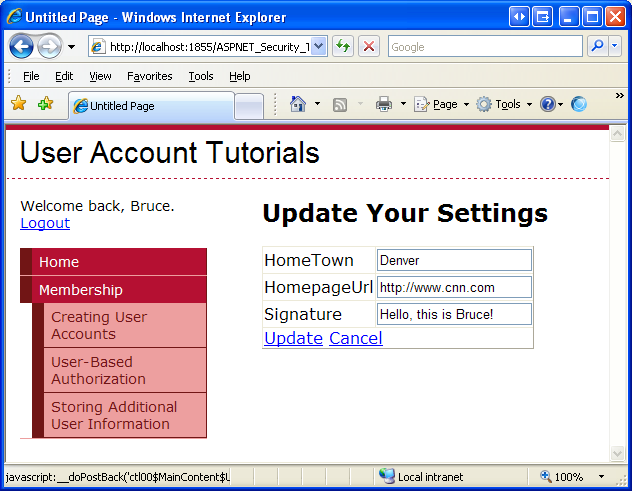 Untitled Page - Windows Internet Explorer
http://localhost:1855/ASPNET_Security_T
Google
File Edit View Favorites Tools Help
Untitled Page
Page Tools
»
User Account Tutorials
Welcome back, Bruce.
Logout
Home
Membership
Creating User
Accounts
User-Based
Authorization
Storing Additional
User Information
Update Your Settings
HomeTown Denver
HomepageUrl http://www.cnn.com
Signature Hello, this is Bruce!
Update Cancel
javascript:__doPostBack('ctl00$MainContent$U
Local intranet
100%